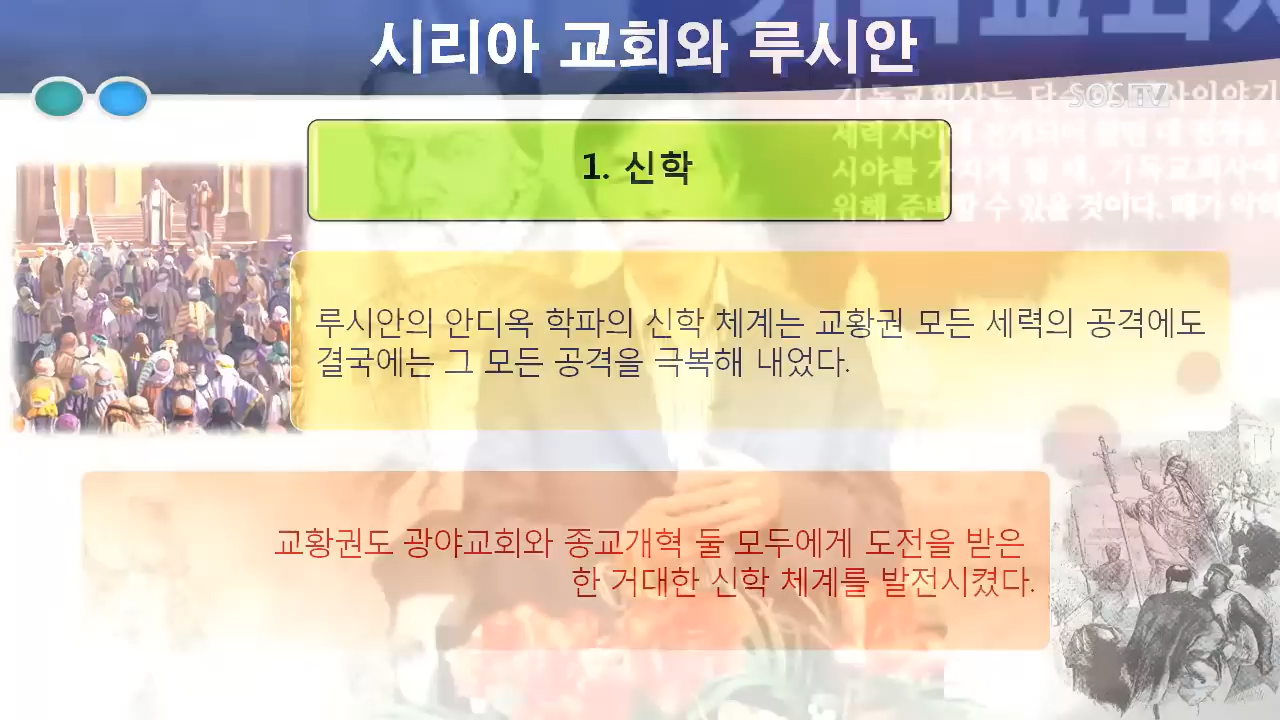 시리아 교회와 루시안
SOSTV
1. 신학
루시안의 안디옥 학파의 신학 체계는 교황권 모든 세력의 공격에도
결국에는 그 모든 공격을 극복해 내었다.
교황권도 광야교회와 종교개혁 둘 모두에게 도전을 받은
한 거대한 신학 체계를 발전시켰다.